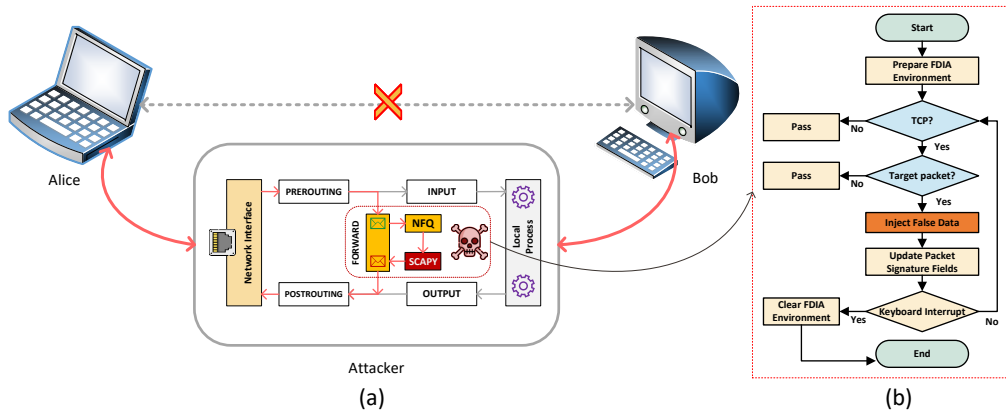 Alice
Bob
Network Interface
PREROUTING
INPUT
FORWARD
NFQ
SCAPY
Local
Process
POSTROUTING
OUTPUT
Attacker
(a)
Start
Prepare FDIA
Environment
TCP?
No
Pass
Yes
Target packet?
No
Pass
Yes
Inject False Data
Update Packet
Signature Fields
Keyboard Interrupt
Yes
No
Clear FDIA
Environment
End
(b)